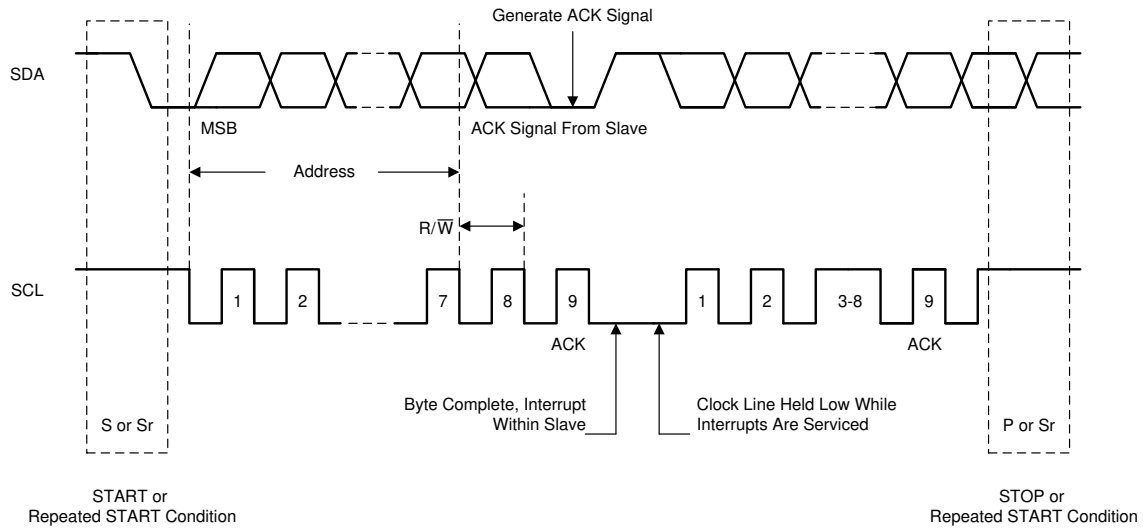 Generate ACK Signal
SDA
MSB
ACK Signal From Slave
Address
R/W̅
SCL
1
2
7
8
9
1
2
3-8
9
ACK
ACK
Byte Complete, Interrupt
Within Slave
Clock Line Held Low While
Interrupts Are Serviced
S or Sr
P or Sr
START or
Repeated START Condition
STOP or
Repeated START Condition